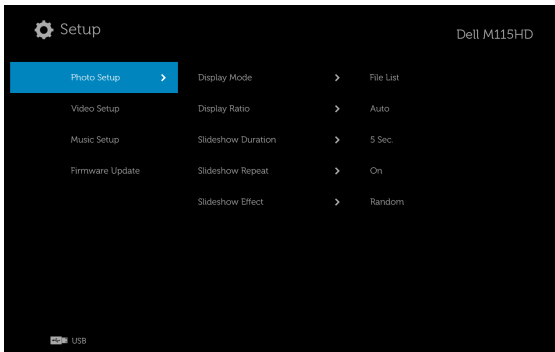 Setup
Dell M115HD
Photo Setup Display Mode File List
Video Setup Display Ratio Auto
Music Setup Slideshow Duration 5 Sec.
Firmware Update Slideshow Repeat On
Slideshow Effect Random
USB